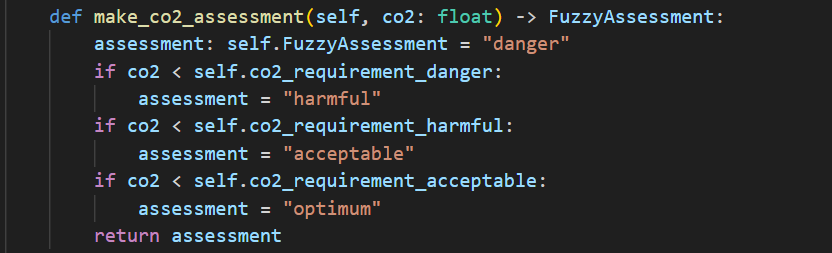 def make_co2_assessment(self, co2: float) -> FuzzyAssessment:
    assessment: self.FuzzyAssessment = "danger"
    if co2 < self.co2_requirement_danger:
        assessment = "harmful"
    if co2 < self.co2_requirement_harmful:
        assessment = "acceptable"
    if co2 < self.co2_requirement_acceptable:
        assessment = "optimum"
    return assessment